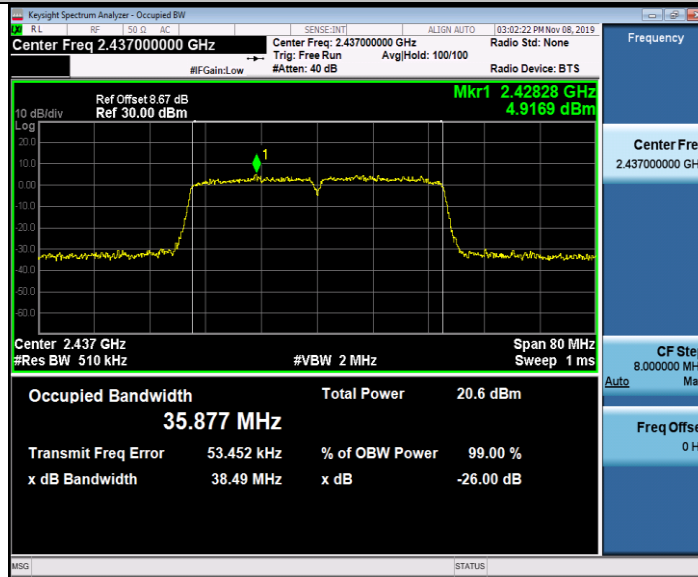 Keysight Spectrum Analyzer - Occupied BW
LXI RL RF 50 Ω AC SENSE:INT ALIGN AUTO 03:02:22 PM Nov 08, 2019
Center Freq 2.437000000 GHz
Center Freq: 2.437000000 GHz
Radio Std: None
Trig: Free Run Avg|Hold: 100/100
#IFGain:Low #Atten: 40 dB Radio Device: BTS
Ref Offset 8.67 dB
10 dB/div Ref 30.00 dBm
Mkr1 2.42828 GHz
4.9169 dBm
Log
20.0
10.0
0.00
-10.0
-20.0
-30.0
-40.0
-50.0
-60.0
1
Center 2.437 GHz Span 80 MHz
#Res BW 510 kHz #VBW 2 MHz Sweep 1 ms
Occupied Bandwidth Total Power 20.6 dBm
35.877 MHz
Transmit Freq Error 53.452 kHz % of OBW Power 99.00 %
x dB Bandwidth 38.49 MHz x dB -26.00 dB
MSG STATUS
Frequency
Center Fre
2.437000000 GH
CF Ste
8.000000 MH
Auto Ma
Freq Offse
0 H